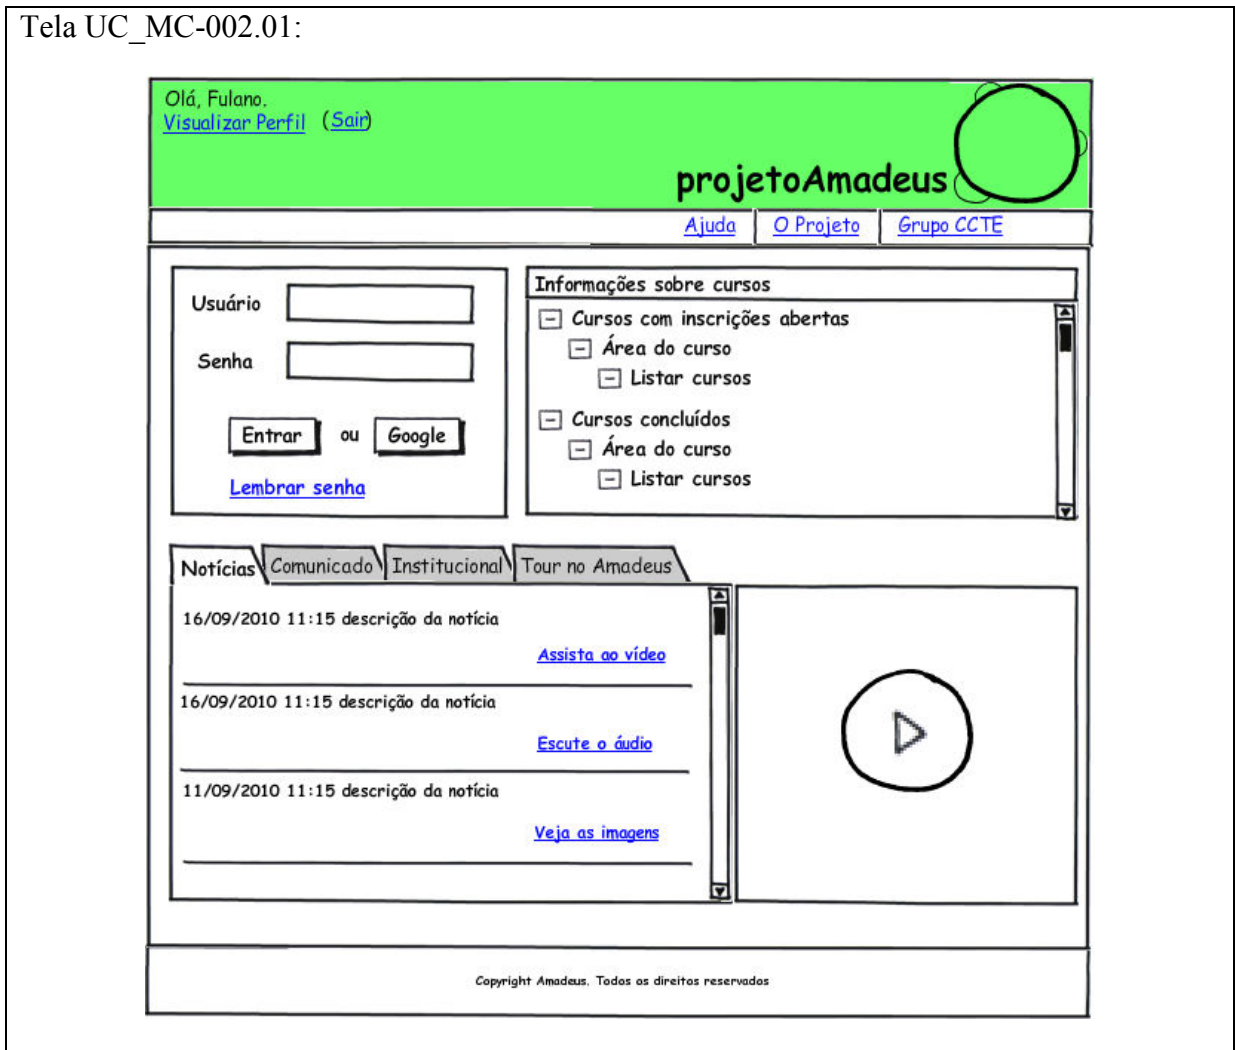 Tela UC_MC-002.01:
Olá, Fulano.
Visualizar Perfil (Sair)
projetoAmadeus
Ajuda O Projeto Grupo CCTE
Usuário
Senha
Entrar ou Google
Lembrar senha
Informações sobre cursos
Cursos com inscrições abertas
Área do curso
Listar cursos
Cursos concluídos
Área do curso
Listar cursos
Notícias Comunicado Institucional Tour no Amadeus
16/09/2010 11:15 descrição da notícia
Assista ao vídeo
16/09/2010 11:15 descrição da notícia
Escute o áudio
11/09/2010 11:15 descrição da notícia
Veja as imagens
Copyright Amadeus. Todos os direitos reservados